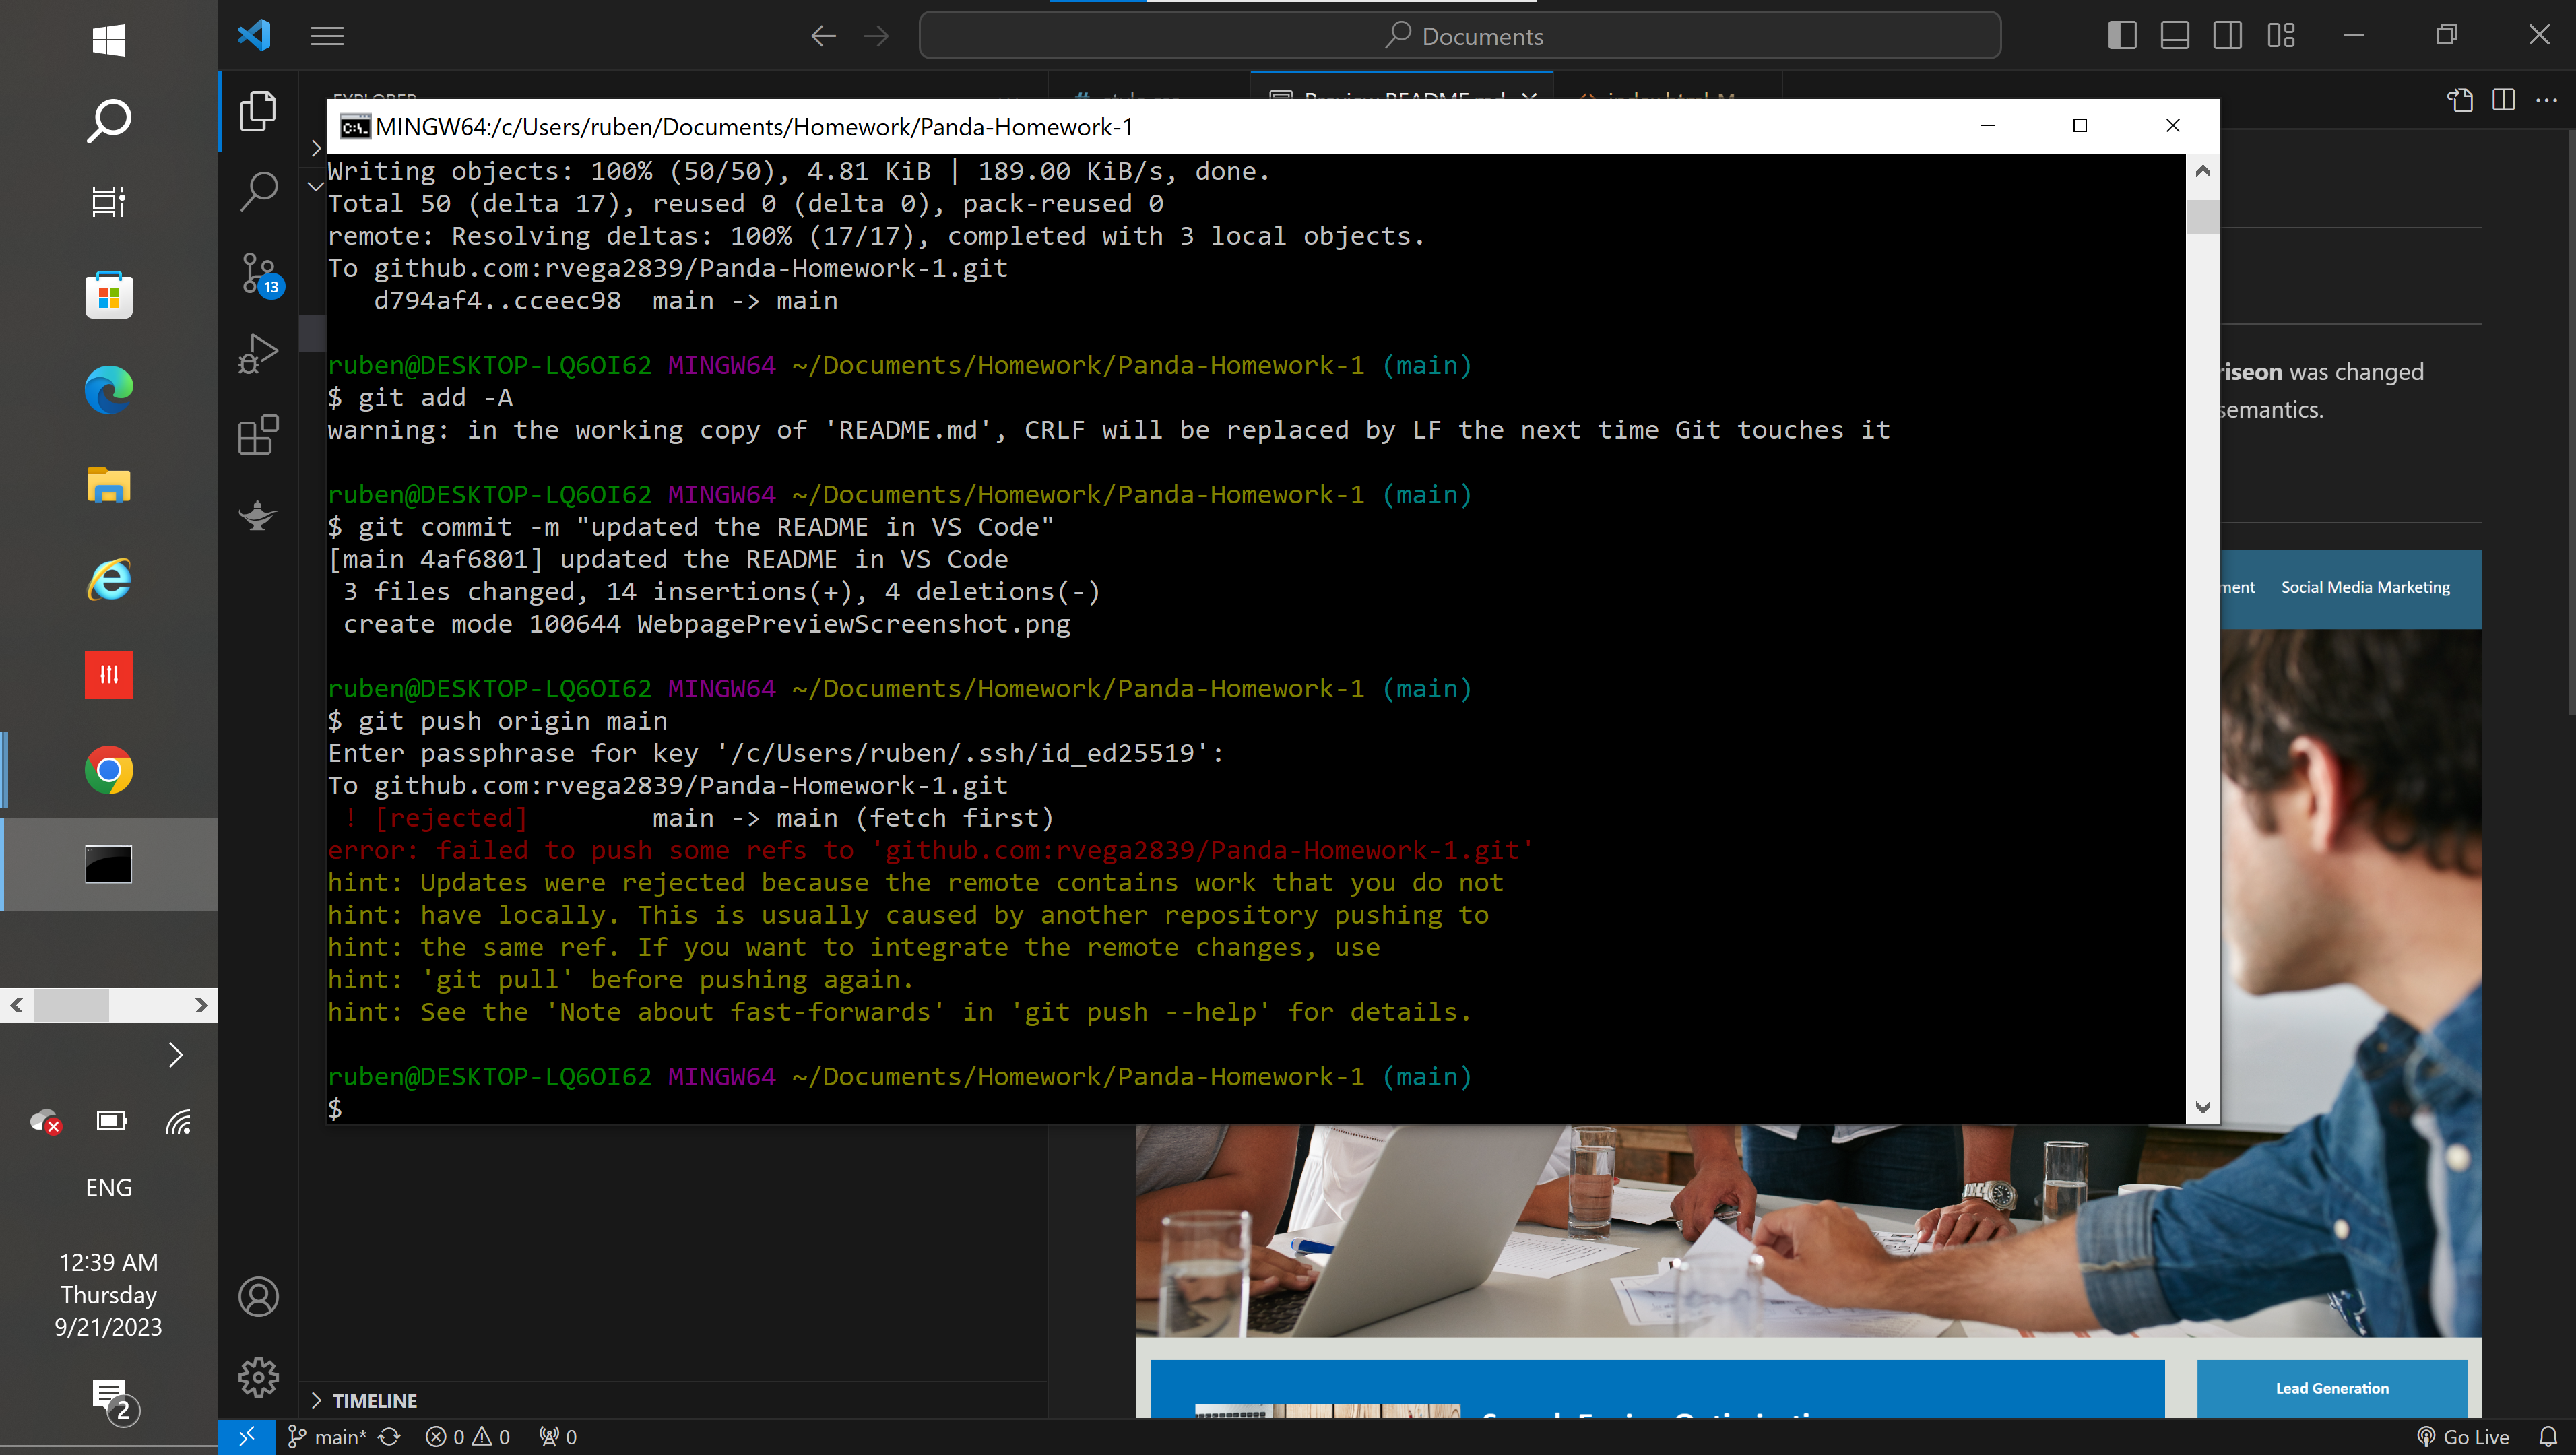 Documents
MINGW64:/c/Users/ruben/Documents/Homework/Panda-Homework-1
Writing objects: 100% (50/50), 4.81 KiB | 189.00 KiB/s, done.
Total 50 (delta 17), reused 0 (delta 0), pack-reused 0
remote: Resolving deltas: 100% (17/17), completed with 3 local objects.
To github.com:rvega2839/Panda-Homework-1.git
d794af4..cceec98  main -> main
ruben@DESKTOP-LQ6OI62 MINGW64 ~/Documents/Homework/Panda-Homework-1 (main)
$ git add -A
warning: in the working copy of 'README.md', CRLF will be replaced by LF the next time Git touches it
ruben@DESKTOP-LQ6OI62 MINGW64 ~/Documents/Homework/Panda-Homework-1 (main)
$ git commit -m "updated the README in VS Code"
[main 4af6801] updated the README in VS Code
3 files changed, 14 insertions(+), 4 deletions(-)
create mode 100644 WebpagePreviewScreenshot.png
ruben@DESKTOP-LQ6OI62 MINGW64 ~/Documents/Homework/Panda-Homework-1 (main)
$ git push origin main
Enter passphrase for key '/c/Users/ruben/.ssh/id_ed25519':
To github.com:rvega2839/Panda-Homework-1.git
! [rejected]        main -> main (fetch first)
error: failed to push some refs to 'github.com:rvega2839/Panda-Homework-1.git'
hint: Updates were rejected because the remote contains work that you do not
hint: have locally. This is usually caused by another repository pushing to
hint: the same ref. If you want to integrate the remote changes, use
hint: 'git pull' before pushing again.
hint: See the 'Note about fast-forwards' in 'git push --help' for details.
ruben@DESKTOP-LQ6OI62 MINGW64 ~/Documents/Homework/Panda-Homework-1 (main)
$
riseon was changed
semantics.
ment
Social Media Marketing
Lead Generation
13
TIMELINE
main*
0 0
0
Go Live
ENG
12:39 AM
Thursday
9/21/2023
2